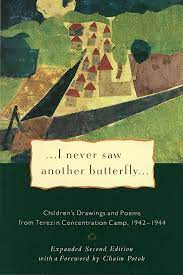 ...I never saw
another butterfly...
Children's Drawings and Poems
from Terezin Concentration Camp, 1942–1944
Expanded Second Edition
with a Foreword by Chaim Potok